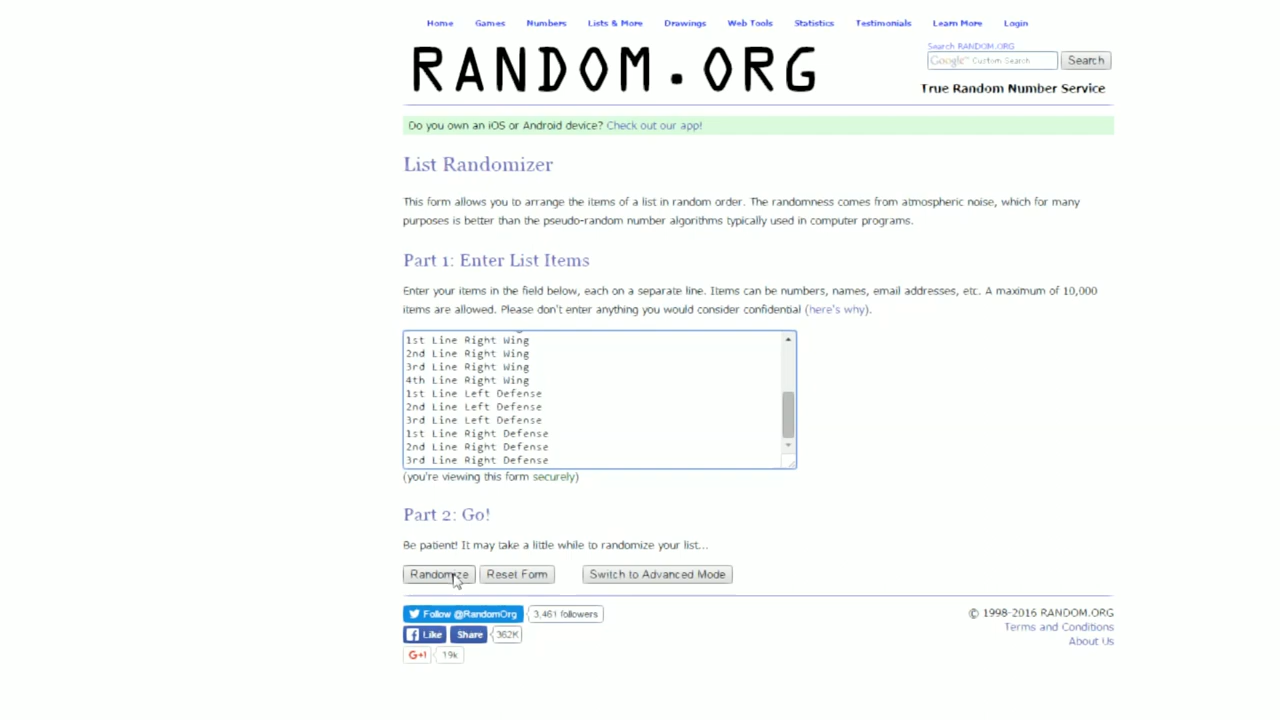 Home Games Numbers Lists & More Drawings Web Tools Statistics Testimonials Learn More Login
RANDOM.ORG
Search RANDOM.ORG
Google™ Custom Search
Search
True Random Number Service
Do you own an iOS or Android device? Check out our app!
List Randomizer
This form allows you to arrange the items of a list in random order. The randomness comes from atmospheric noise, which for many
purposes is better than the pseudo-random number algorithms typically used in computer programs.
Part 1: Enter List Items
Enter your items in the field below, each on a separate line. Items can be numbers, names, email addresses, etc. A maximum of 10,000
items are allowed. Please don't enter anything you would consider confidential (here's why).
1st Line Right Wing
2nd Line Right Wing
3rd Line Right Wing
4th Line Right Wing
1st Line Left Defense
2nd Line Left Defense
3rd Line Left Defense
1st Line Right Defense
2nd Line Right Defense
3rd Line Right Defense
(you're viewing this form securely)
Part 2: Go!
Be patient! It may take a little while to randomize your list...
Randomize Reset Form Switch to Advanced Mode
Follow @RandomOrg 3,461 followers
Like Share 362K
G+1 19k
© 1998-2016 RANDOM.ORG
Terms and Conditions
About Us